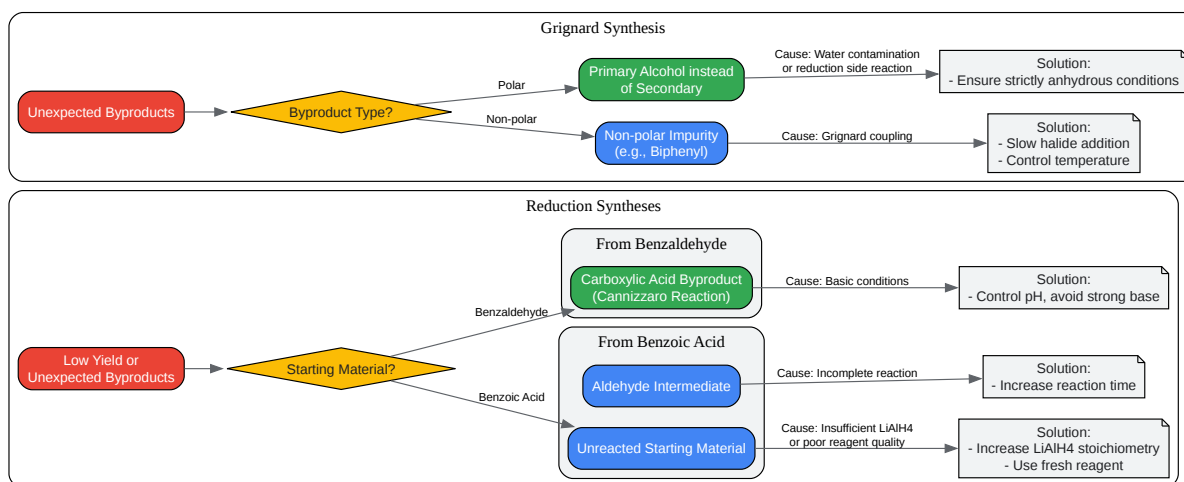 Grignard Synthesis
Unexpected Byproducts
Byproduct Type?
Polar
Non-polar
Primary Alcohol instead
of Secondary
Cause: Water contamination
or reduction side reaction
Solution:
- Ensure strictly anhydrous conditions
Non-polar Impurity
(e.g., Biphenyl)
Cause: Grignard coupling
Solution:
- Slow halide addition
- Control temperature
Reduction Syntheses
Low Yield or
Unexpected Byproducts
Starting Material?
Benzaldehyde
Benzoic Acid
From Benzaldehyde
Carboxylic Acid Byproduct
(Cannizzaro Reaction)
Cause: Basic conditions
Solution:
- Control pH, avoid strong base
From Benzoic Acid
Aldehyde Intermediate
Cause: Incomplete reaction
Solution:
- Increase reaction time
Unreacted Starting Material
Cause: Insufficient LiAlH4
or poor reagent quality
Solution:
- Increase LiAlH4 stoichiometry
- Use fresh reagent